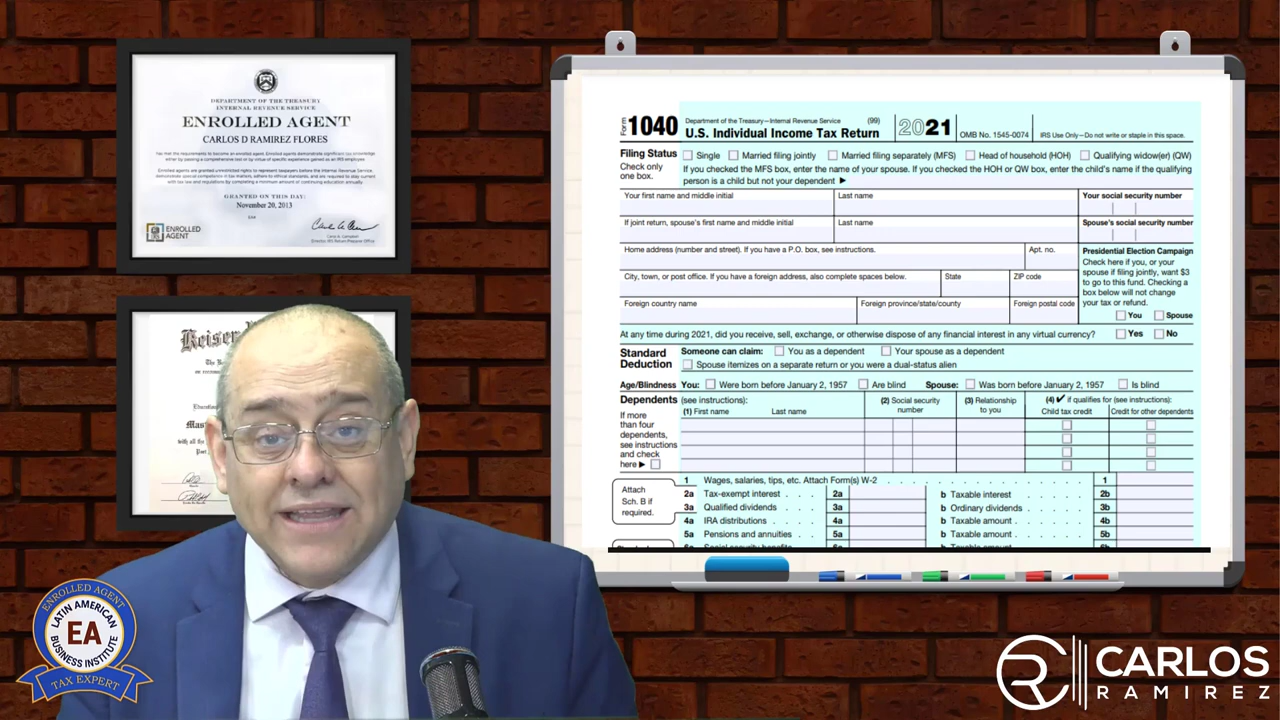 DEPARTMENT OF THE TREASURY
INTERNAL REVENUE SERVICE
ENROLLED AGENT
CARLOS D RAMIREZ FLORES
GRANTED ON THIS DAY:
November 20, 2013
ENROLLED
AGENT
Keiser
ENROLLED AGENT
LATIN AMERICAN
EA
BUSINESS INSTITUTE
TAX EXPERT
Form 1040
Department of the Treasury—Internal Revenue Service (99)
U.S. Individual Income Tax Return
2021
OMB No. 1545-0074
IRS Use Only—Do not write or staple in this space.
Filing Status
Check only
one box.
Single Married filing jointly Married filing separately (MFS) Head of household (HOH) Qualifying widow(er) (QW)
If you checked the MFS box, enter the name of your spouse. If you checked the HOH or QW box, enter the child's name if the qualifying
person is a child but not your dependent ▶
Your first name and middle initial Last name Your social security number
If joint return, spouse's first name and middle initial Last name Spouse's social security number
Home address (number and street). If you have a P.O. box, see instructions. Apt. no.
City, town, or post office. If you have a foreign address, also complete spaces below. State ZIP code
Foreign country name Foreign province/state/county Foreign postal code
Presidential Election Campaign
Check here if you, or your
spouse if filing jointly, want $3
to go to this fund. Checking a
box below will not change
your tax or refund.
You Spouse
At any time during 2021, did you receive, sell, exchange, or otherwise dispose of any financial interest in any virtual currency? Yes No
Standard
Deduction
Someone can claim: You as a dependent Your spouse as a dependent
Spouse itemizes on a separate return or you were a dual-status alien
Age/Blindness You: Were born before January 2, 1957 Are blind Spouse: Was born before January 2, 1957 Is blind
Dependents (see instructions):
If more
than four
dependents,
see instructions
and check
here ▶
(1) First name Last name
(2) Social security
number
(3) Relationship
to you
(4) ✔ if qualifies for (see instructions):
Child tax credit Credit for other dependents
Attach
Sch. B if
required.
1 Wages, salaries, tips, etc. Attach Form(s) W-2 . . . . . . . . . . . . . . . . 1
2a Tax-exempt interest . . . 2a b Taxable interest . . . . . 2b
3a Qualified dividends . . . 3a b Ordinary dividends . . . . . 3b
4a IRA distributions . . . . 4a b Taxable amount . . . . . . 4b
5a Pensions and annuities . . 5a b Taxable amount . . . . . . 5b
CARLOS
RAMIREZ